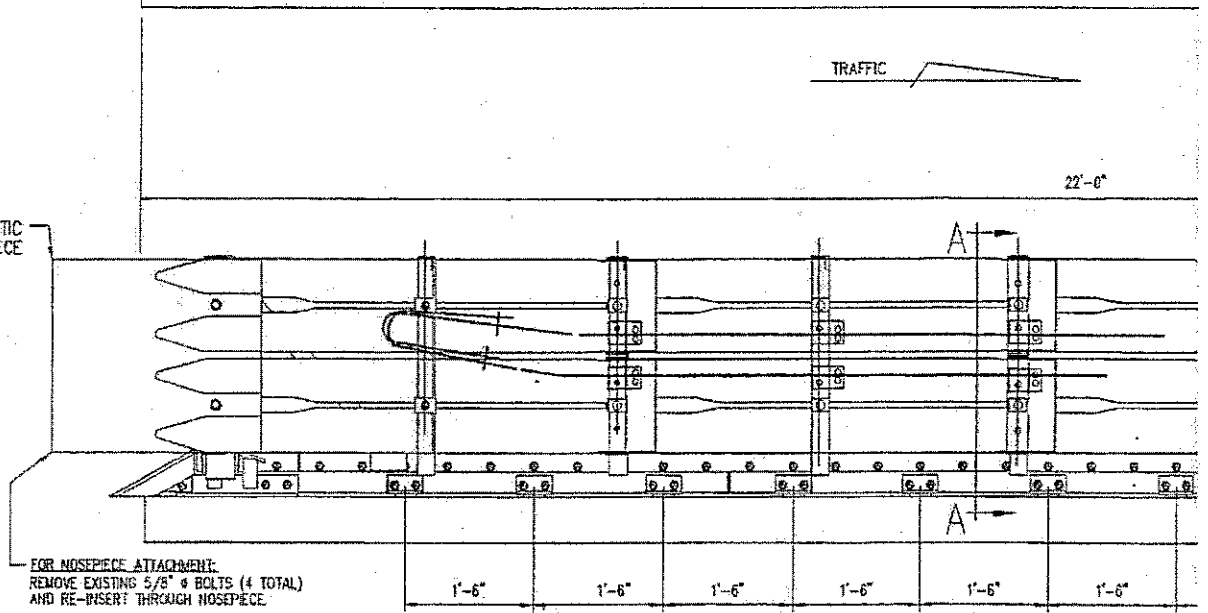 TRAFFIC
22'-0"
TIC
ECE
A
A
FOR NOSEPIECE ATTACHMENT:
REMOVE EXISTING 5/8" ø BOLTS (4 TOTAL)
AND RE-INSERT THROUGH NOSEPIECE
1'-6" 1'-6" 1'-6" 1'-6" 1'-6" 1'-6"